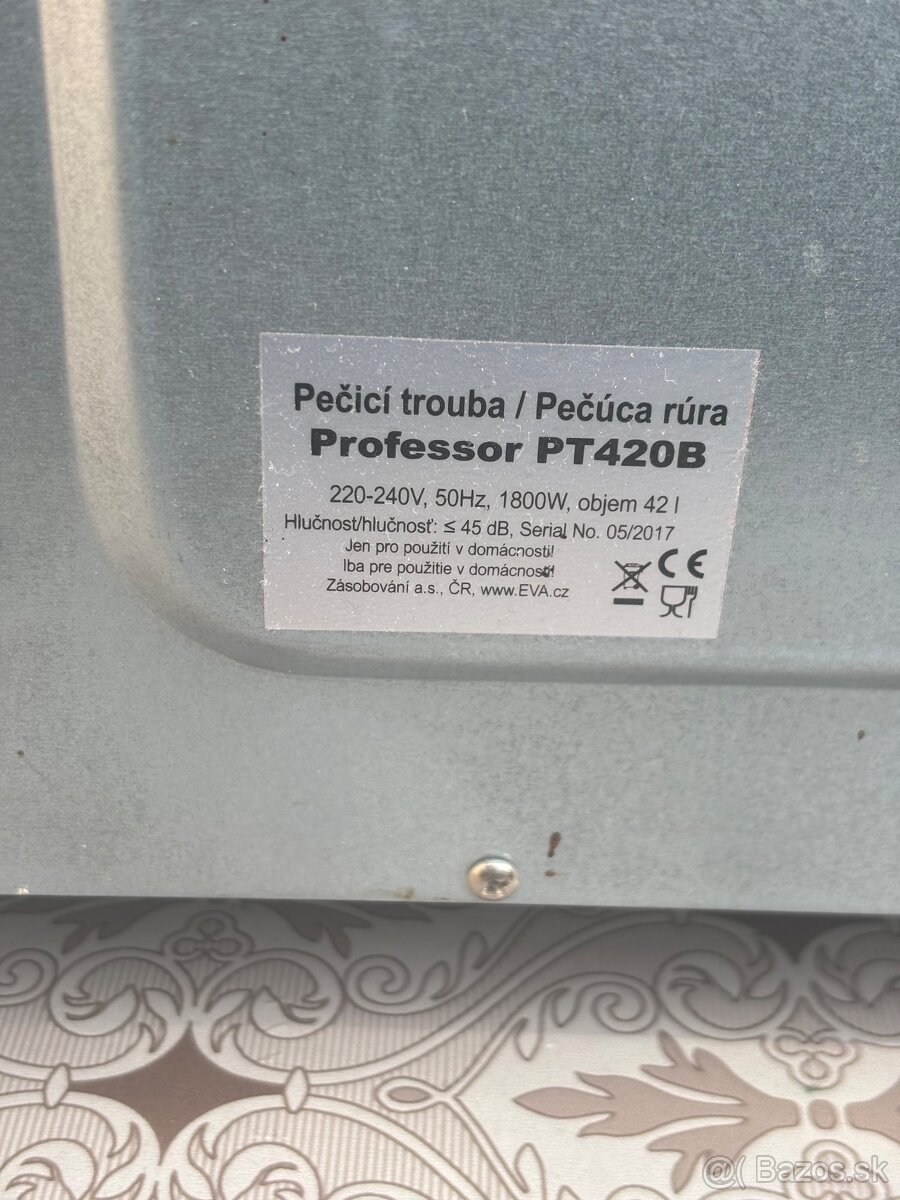 Pečicí trouba / Pečúca rúra
Professor PT420B
220-240V, 50Hz, 1800W, objem 42 l
Hlučnost/hlučnosť: ≤ 45 dB, Serial No. 05/2017
Jen pro použití v domácnosti!
Iba pre použitie v domácnosti!
Zásobování a.s., ČR, www.EVA.cz
CE
@( Bazos.sk